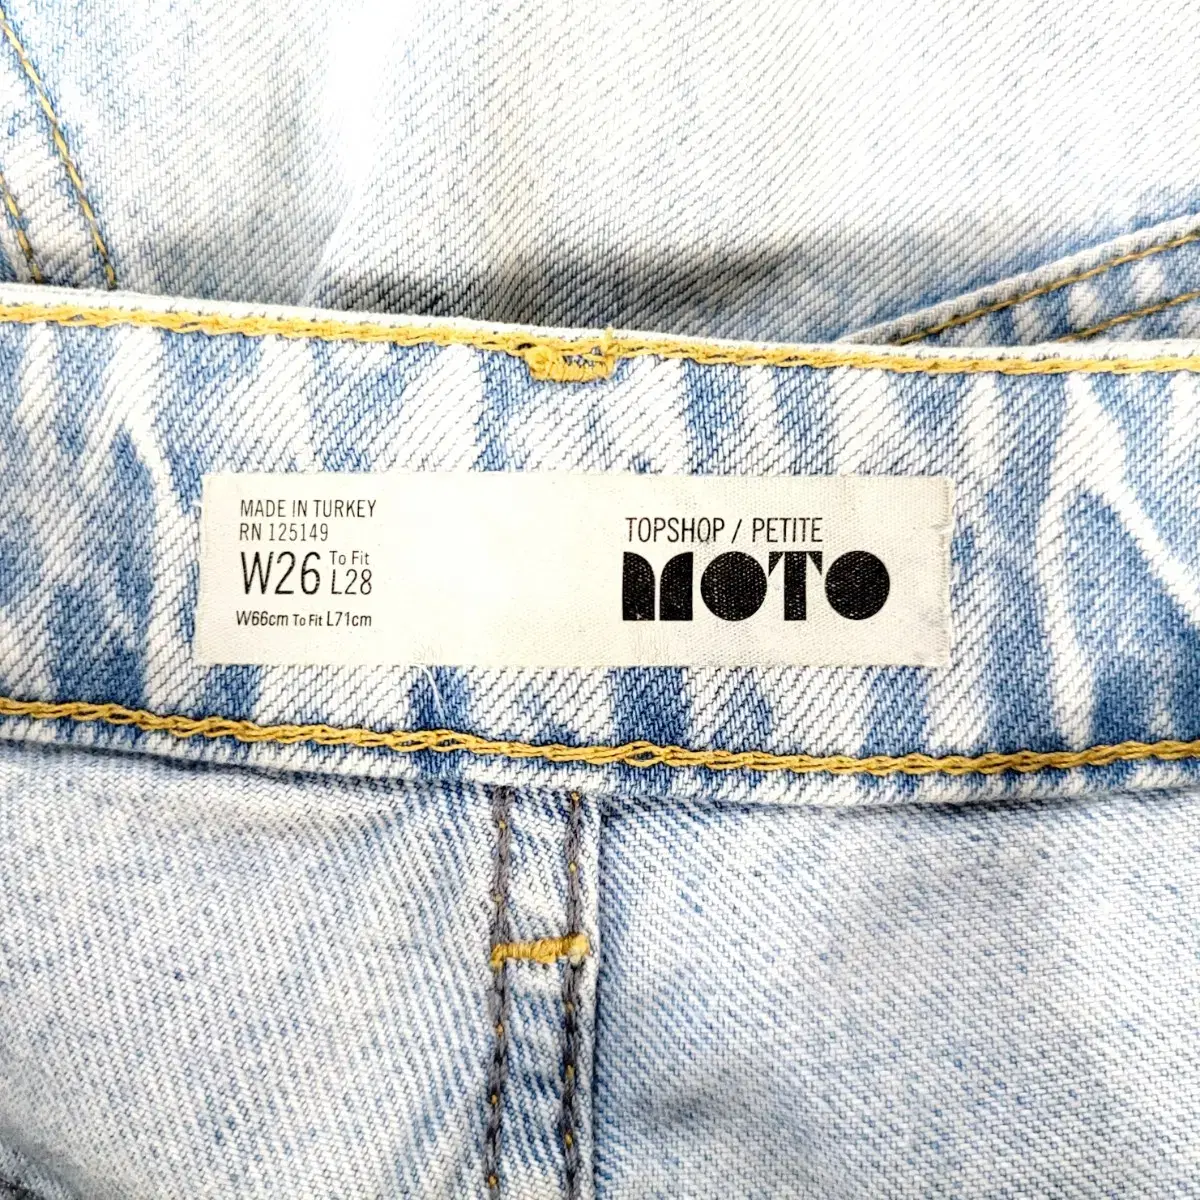 MADE IN TURKEY
RN 125149
W26 To Fit L28
W66cm To Fit L71cm
TOPSHOP / PETITE
MOTO